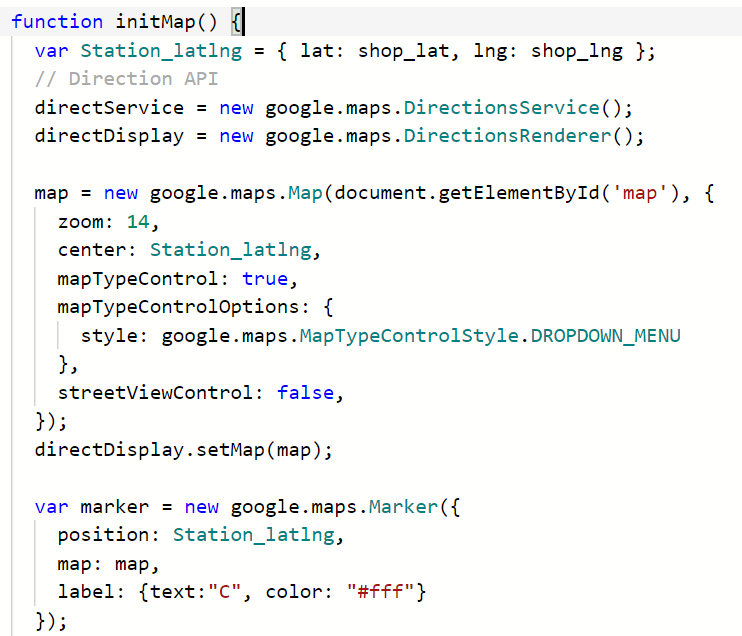 function initMap() {
  var Station_latlng = { lat: shop_lat, lng: shop_lng };
  // Direction API
  directService = new google.maps.DirectionsService();
  directDisplay = new google.maps.DirectionsRenderer();

  map = new google.maps.Map(document.getElementById('map'), {
    zoom: 14,
    center: Station_latlng,
    mapTypeControl: true,
    mapTypeControlOptions: {
      style: google.maps.MapTypeControlStyle.DROPDOWN_MENU
    },
    streetViewControl: false,
  });
  directDisplay.setMap(map);

  var marker = new google.maps.Marker({
    position: Station_latlng,
    map: map,
    label: {text:"C", color: "#fff"}
  });